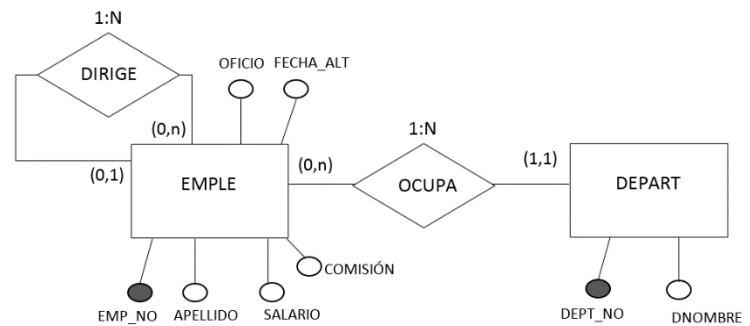 1:N
DIRIGE
OFICIO FECHA_ALT
(0,n)
(0,1)
EMPLE
(0,n)
1:N
OCUPA
(1,1)
DEPART
COMISIÓN
EMP_NO APELLIDO SALARIO
DEPT_NO DNOMBRE